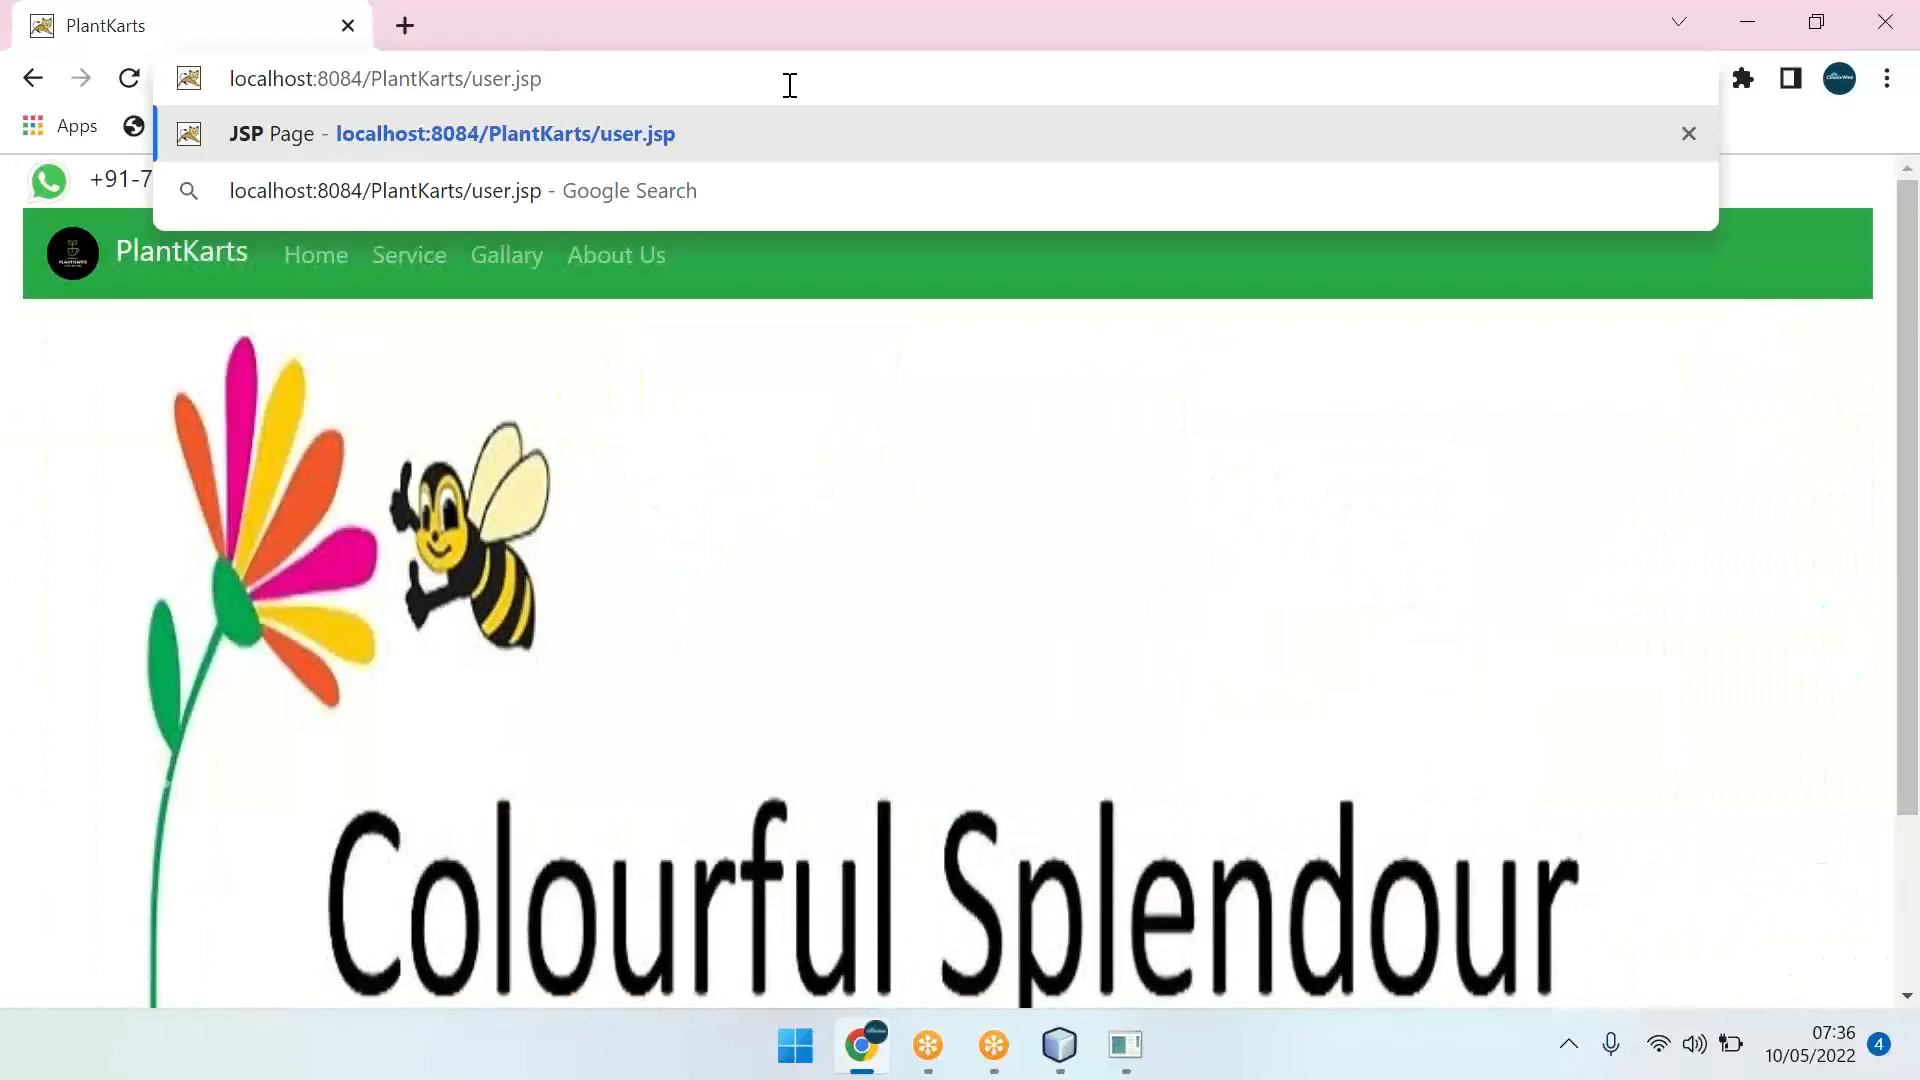 PlantKarts
localhost:8084/PlantKarts/user.jsp
JSP Page - localhost:8084/PlantKarts/user.jsp
localhost:8084/PlantKarts/user.jsp - Google Search
Apps
+91-7
PlantKarts Home Service Gallary About Us
Colourful Splendour
07:36
10/05/2022
4